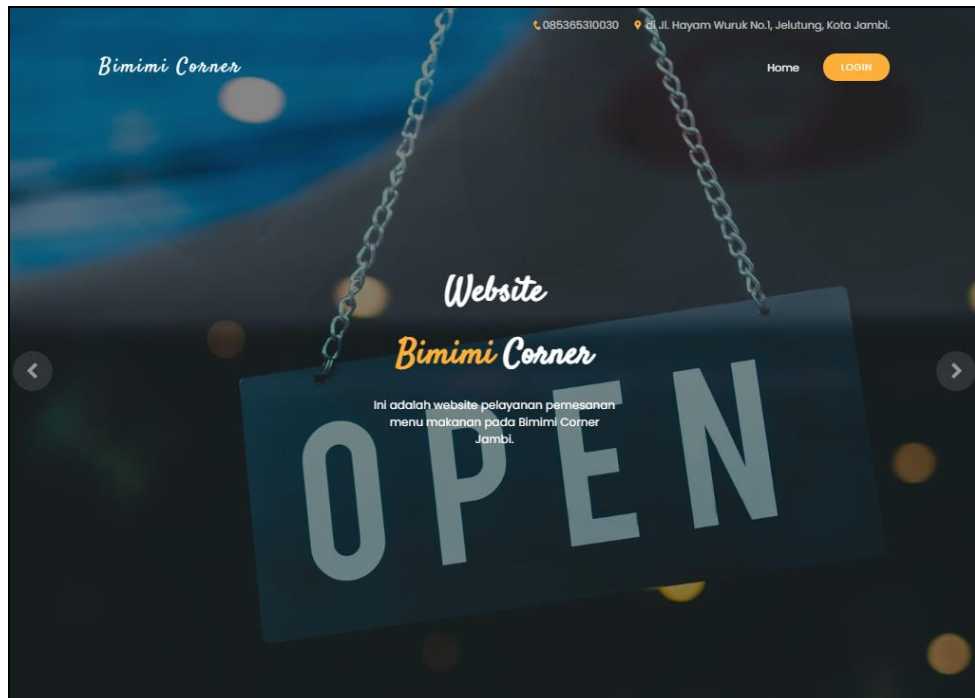 085365310030 di Jl. Hayam Wuruk No.1, Jelutung, Kota Jambi.
Bimimi Corner Home LOGIN
Website
Bimimi Corner
Ini adalah website pelayanan pemesanan
menu makanan pada Bimimi Corner
Jambi.
OPEN